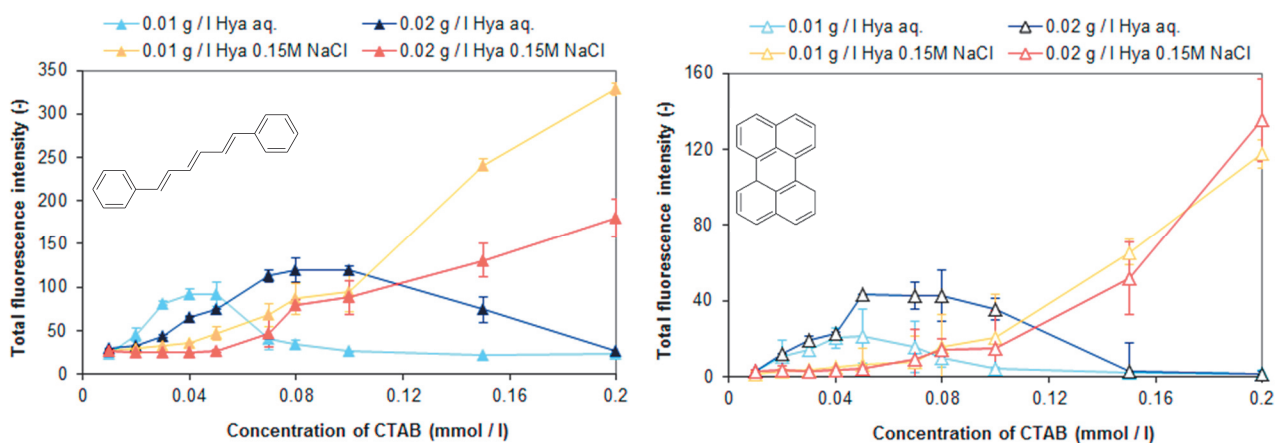 0.01 g / l Hya aq. 0.02 g / l Hya aq.
0.01 g / l Hya 0.15M NaCl 0.02 g / l Hya 0.15M NaCl
Total fluorescence intensity (-)
350
300
250
200
150
100
50
0
0 0.04 0.08 0.12 0.16 0.2
Concentration of CTAB (mmol / l)
0.01 g / l Hya aq. 0.02 g / l Hya aq.
0.01 g / l Hya 0.15M NaCl 0.02 g / l Hya 0.15M NaCl
Total fluorescence intensity (-)
160
120
80
40
0
0 0.04 0.08 0.12 0.16 0.2
Concentration of CTAB (mmol / l)